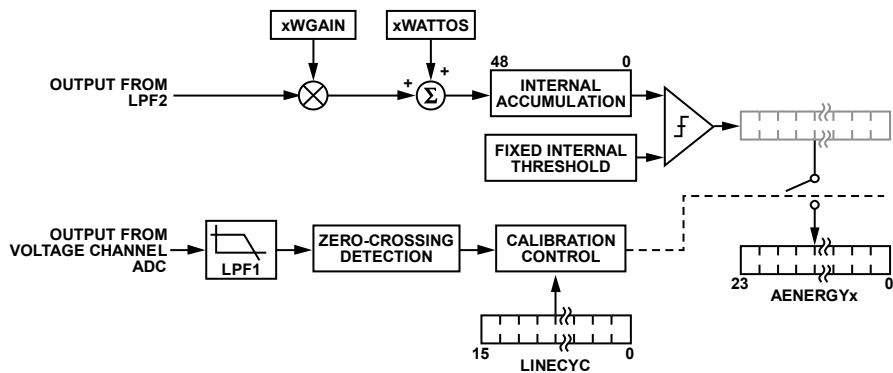 xWGAIN
xWATTOS
OUTPUT FROM
LPF2
+
+
Σ
48
0
INTERNAL
ACCUMULATION
FIXED INTERNAL
THRESHOLD
OUTPUT FROM
VOLTAGE CHANNEL
ADC
LPF1
ZERO-CROSSING
DETECTION
CALIBRATION
CONTROL
23
0
AENERGYx
15
0
LINECYC